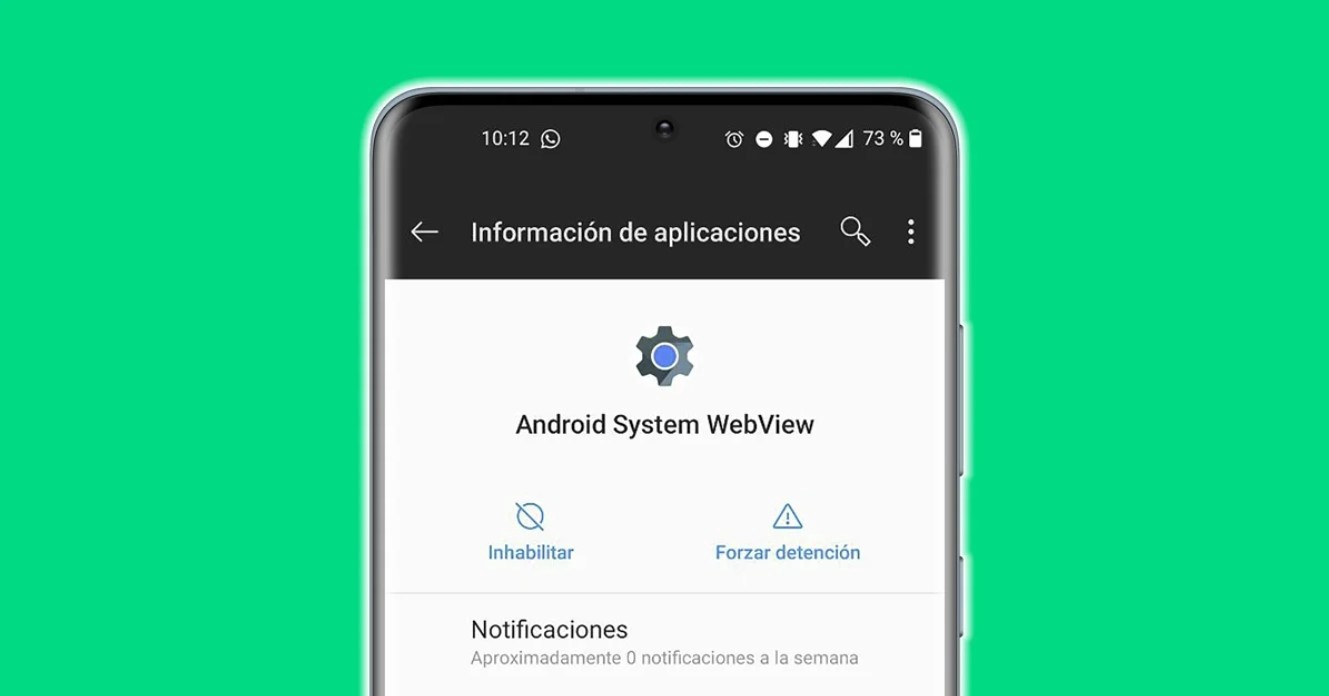 10:12 73 %
Información de aplicaciones
Android System WebView
Inhabilitar Forzar detención
Notificaciones
Aproximadamente 0 notificaciones a la semana